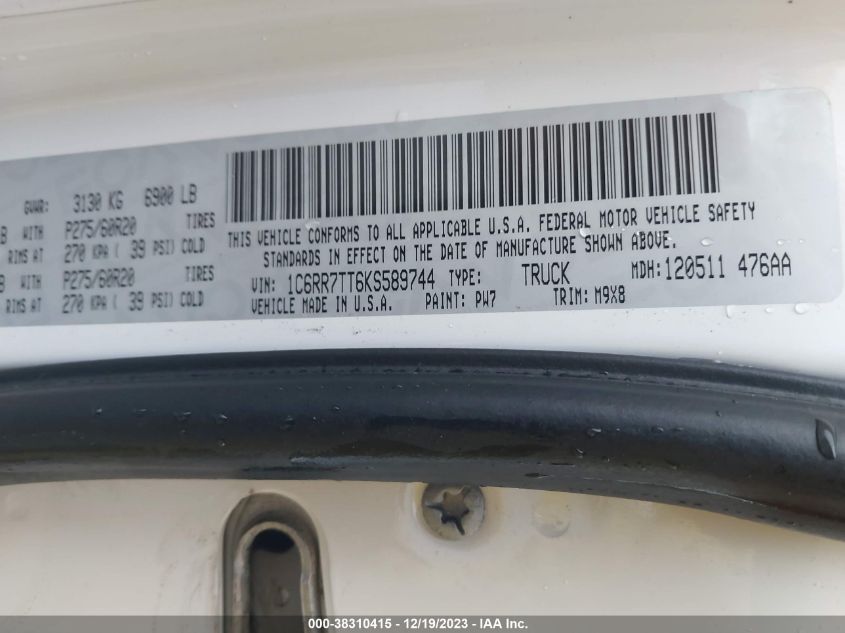 GVWR: 3130 KG 6900 LB
B WITH P275/60R20 TIRES
RIMS AT 270 KPA ( 39 PSI) COLD
B WITH P275/60R20 TIRES
RIMS AT 270 KPA ( 39 PSI) COLD
THIS VEHICLE CONFORMS TO ALL APPLICABLE U.S.A. FEDERAL MOTOR VEHICLE SAFETY
STANDARDS IN EFFECT ON THE DATE OF MANUFACTURE SHOWN ABOVE.
VIN: 1C6RR7TT6KS589744 TYPE: TRUCK MDH: 120511 476AA
VEHICLE MADE IN U.S.A. PAINT: PW7 TRIM: M9X8
000-38310415 - 12/19/2023 - IAA Inc.